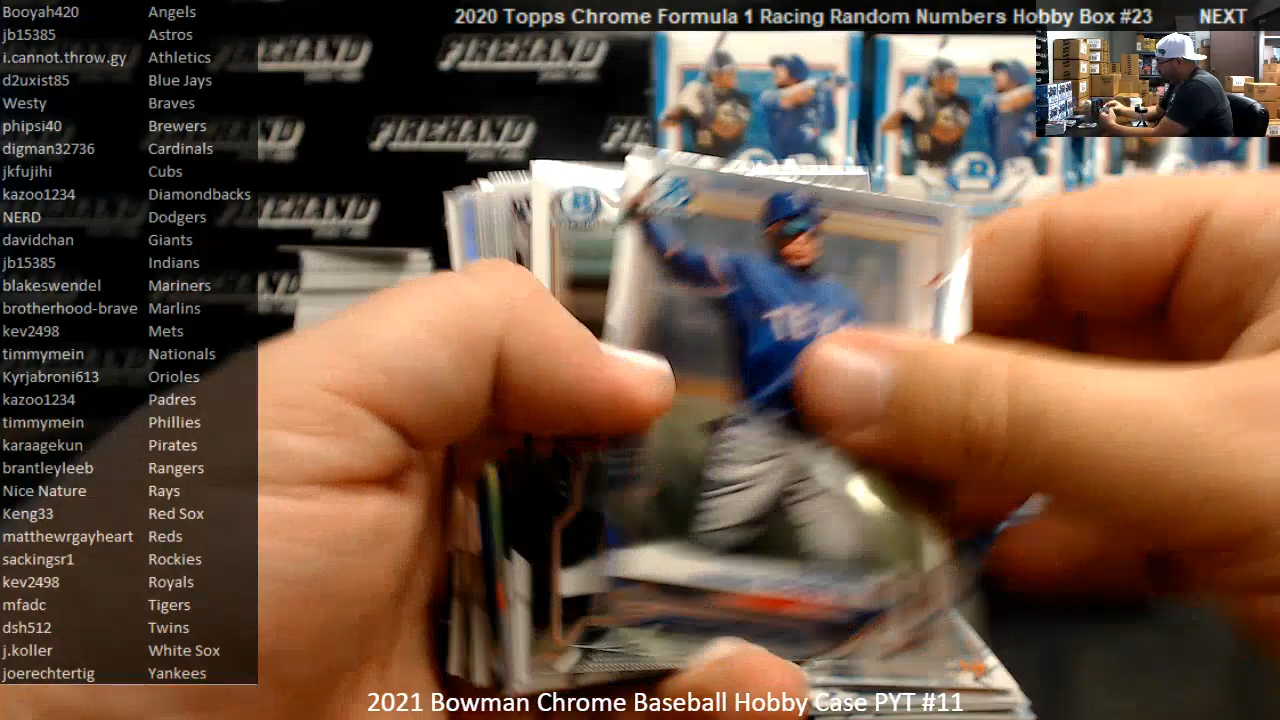 2020 Topps Chrome Formula 1 Racing Random Numbers Hobby Box #23 NEXT
Booyah420 Angels
jb15385 Astros
i.cannot.throw.gy Athletics
d2uxist85 Blue Jays
Westy Braves
phipsi40 Brewers
digman32736 Cardinals
jkfujihi Cubs
kazoo1234 Diamondbacks
NERD Dodgers
davidchan Giants
jb15385 Indians
blakeswendel Mariners
brotherhood-brave Marlins
kev2498 Mets
timmymein Nationals
Kyrjabroni613 Orioles
kazoo1234 Padres
timmymein Phillies
karaagekun Pirates
brantleyleeb Rangers
Nice Nature Rays
Keng33 Red Sox
matthewrgayheart Reds
sackingsr1 Rockies
kev2498 Royals
mfadc Tigers
dsh512 Twins
j.koller White Sox
joerechtertig Yankees
FIREHAND
FIREHAND
FIREHAND
2021 Bowman Chrome Baseball Hobby Case PYT #11